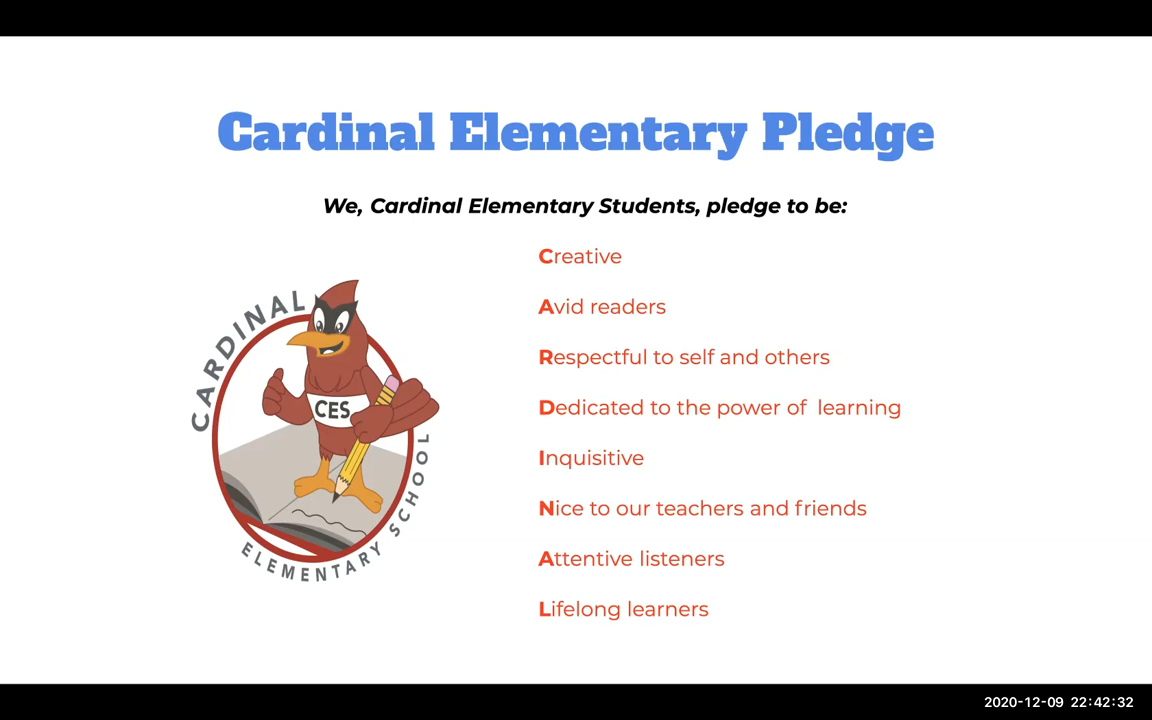 Cardinal Elementary Pledge
We, Cardinal Elementary Students, pledge to be:
Creative
Avid readers
Respectful to self and others
Dedicated to the power of  learning
Inquisitive
Nice to our teachers and friends
Attentive listeners
Lifelong learners
CARDINAL
CES
ELEMENTARY SCHOOL
2020-12-09 22:42:32